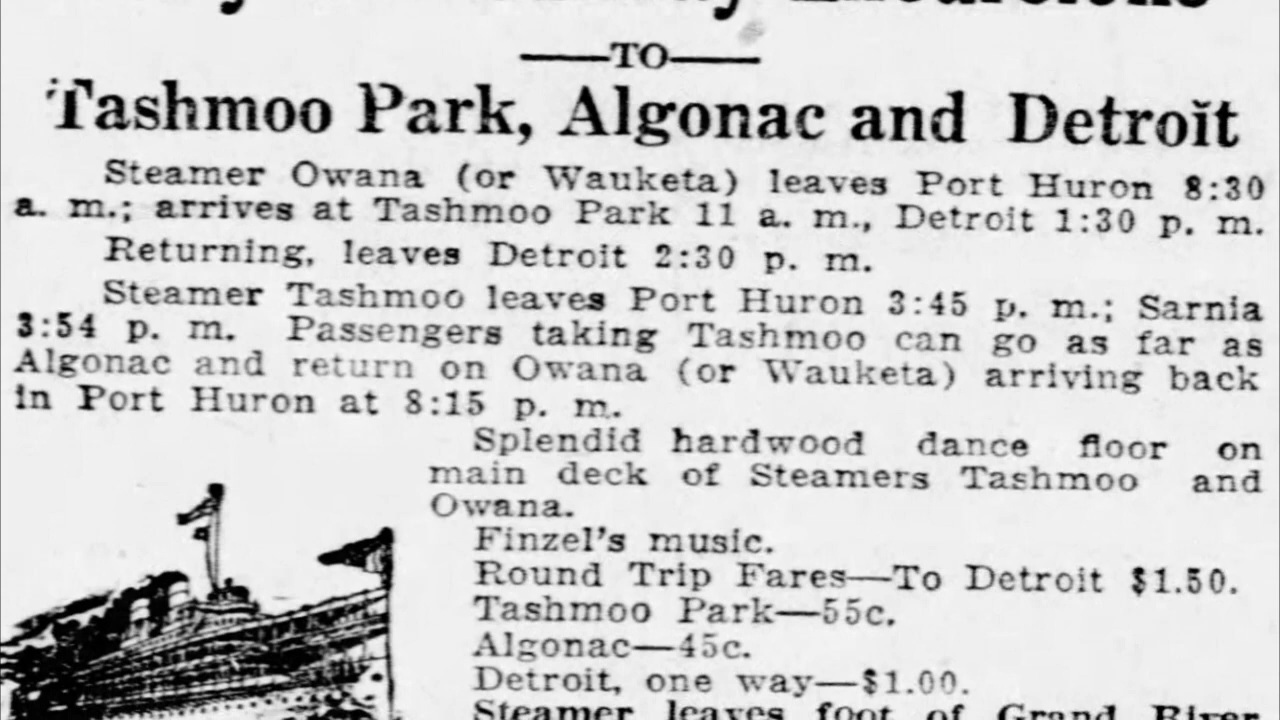 TO
Tashmoo Park, Algonac and Detroit
Steamer Owana (or Wauketa) leaves Port Huron 8:30
a. m.; arrives at Tashmoo Park 11 a. m., Detroit 1:30 p. m.
Returning, leaves Detroit 2:30 p. m.
Steamer Tashmoo leaves Port Huron 3:45 p. m.; Sarnia
3:54 p. m. Passengers taking Tashmoo can go as far as
Algonac and return on Owana (or Wauketa) arriving back
in Port Huron at 8:15 p. m.
Splendid hardwood dance floor on
main deck of Steamers Tashmoo and
Owana.
Finzel's music.
Round Trip Fares—To Detroit $1.50.
Tashmoo Park—55c.
Algonac—45c.
Detroit, one way—$1.00.
Steamer leaves foot of Grand River